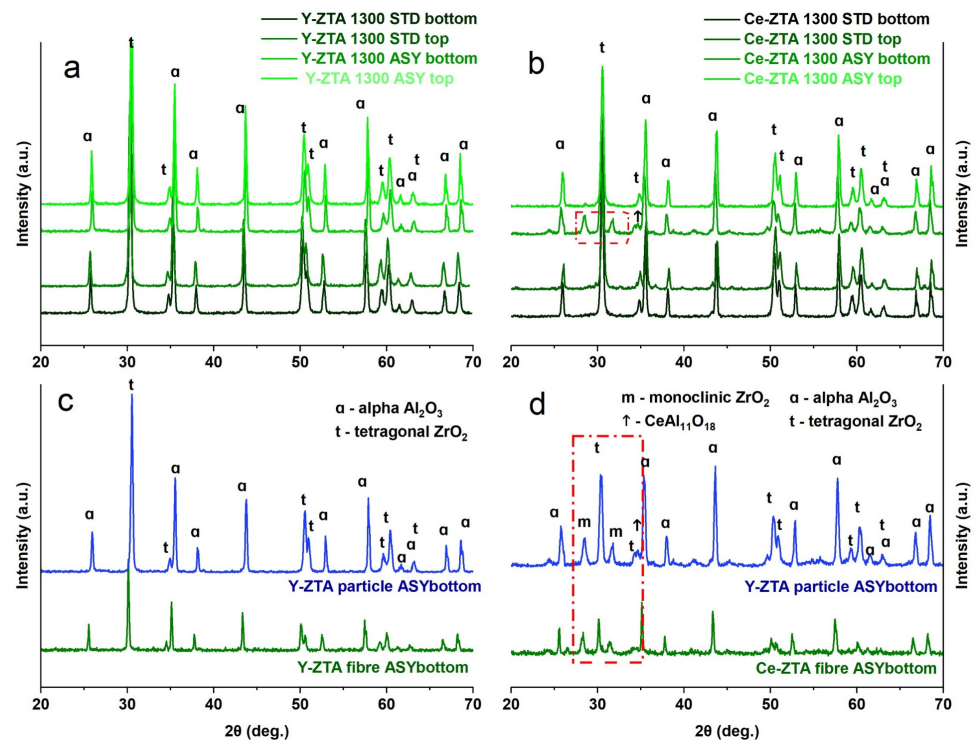 a
Y-ZTA 1300 STD bottom
Y-ZTA 1300 STD top
Y-ZTA 1300 ASY bottom
Y-ZTA 1300 ASY top
t
ɑ
ɑ
ɑ
ɑ
t
ɑ
t
t
ɑ
t
t
ɑ
t
ɑ
ɑ
Intensity (a.u.)
20 30 40 50 60 70
b
Ce-ZTA 1300 STD bottom
Ce-ZTA 1300 STD top
Ce-ZTA 1300 ASY bottom
Ce-ZTA 1300 ASY top
t
ɑ
ɑ
ɑ
ɑ
t
↑
ɑ
t
t
ɑ
t
t
ɑ
t
ɑ
ɑ
Intensity (a.u.)
20 30 40 50 60 70
c
ɑ - alpha Al₂O₃
t - tetragonal ZrO₂
t
ɑ
ɑ
ɑ
ɑ
t
ɑ
t
t
ɑ
t
t
ɑ
t
ɑ
ɑ
Y-ZTA particle ASYbottom
Y-ZTA fibre ASYbottom
Intensity (a.u.)
20 30 40 50 60 70
2θ (deg.)
d
m - monoclinic ZrO₂
↑ - CeAl₁₁O₁₈
ɑ - alpha Al₂O₃
t - tetragonal ZrO₂
t
ɑ
ɑ
ɑ
ɑ
m
m
t
↑
ɑ
t
t
ɑ
t
t
ɑ
t
ɑ
ɑ
Y-ZTA particle ASYbottom
Ce-ZTA fibre ASYbottom
Intensity (a.u.)
20 30 40 50 60 70
2θ (deg.)